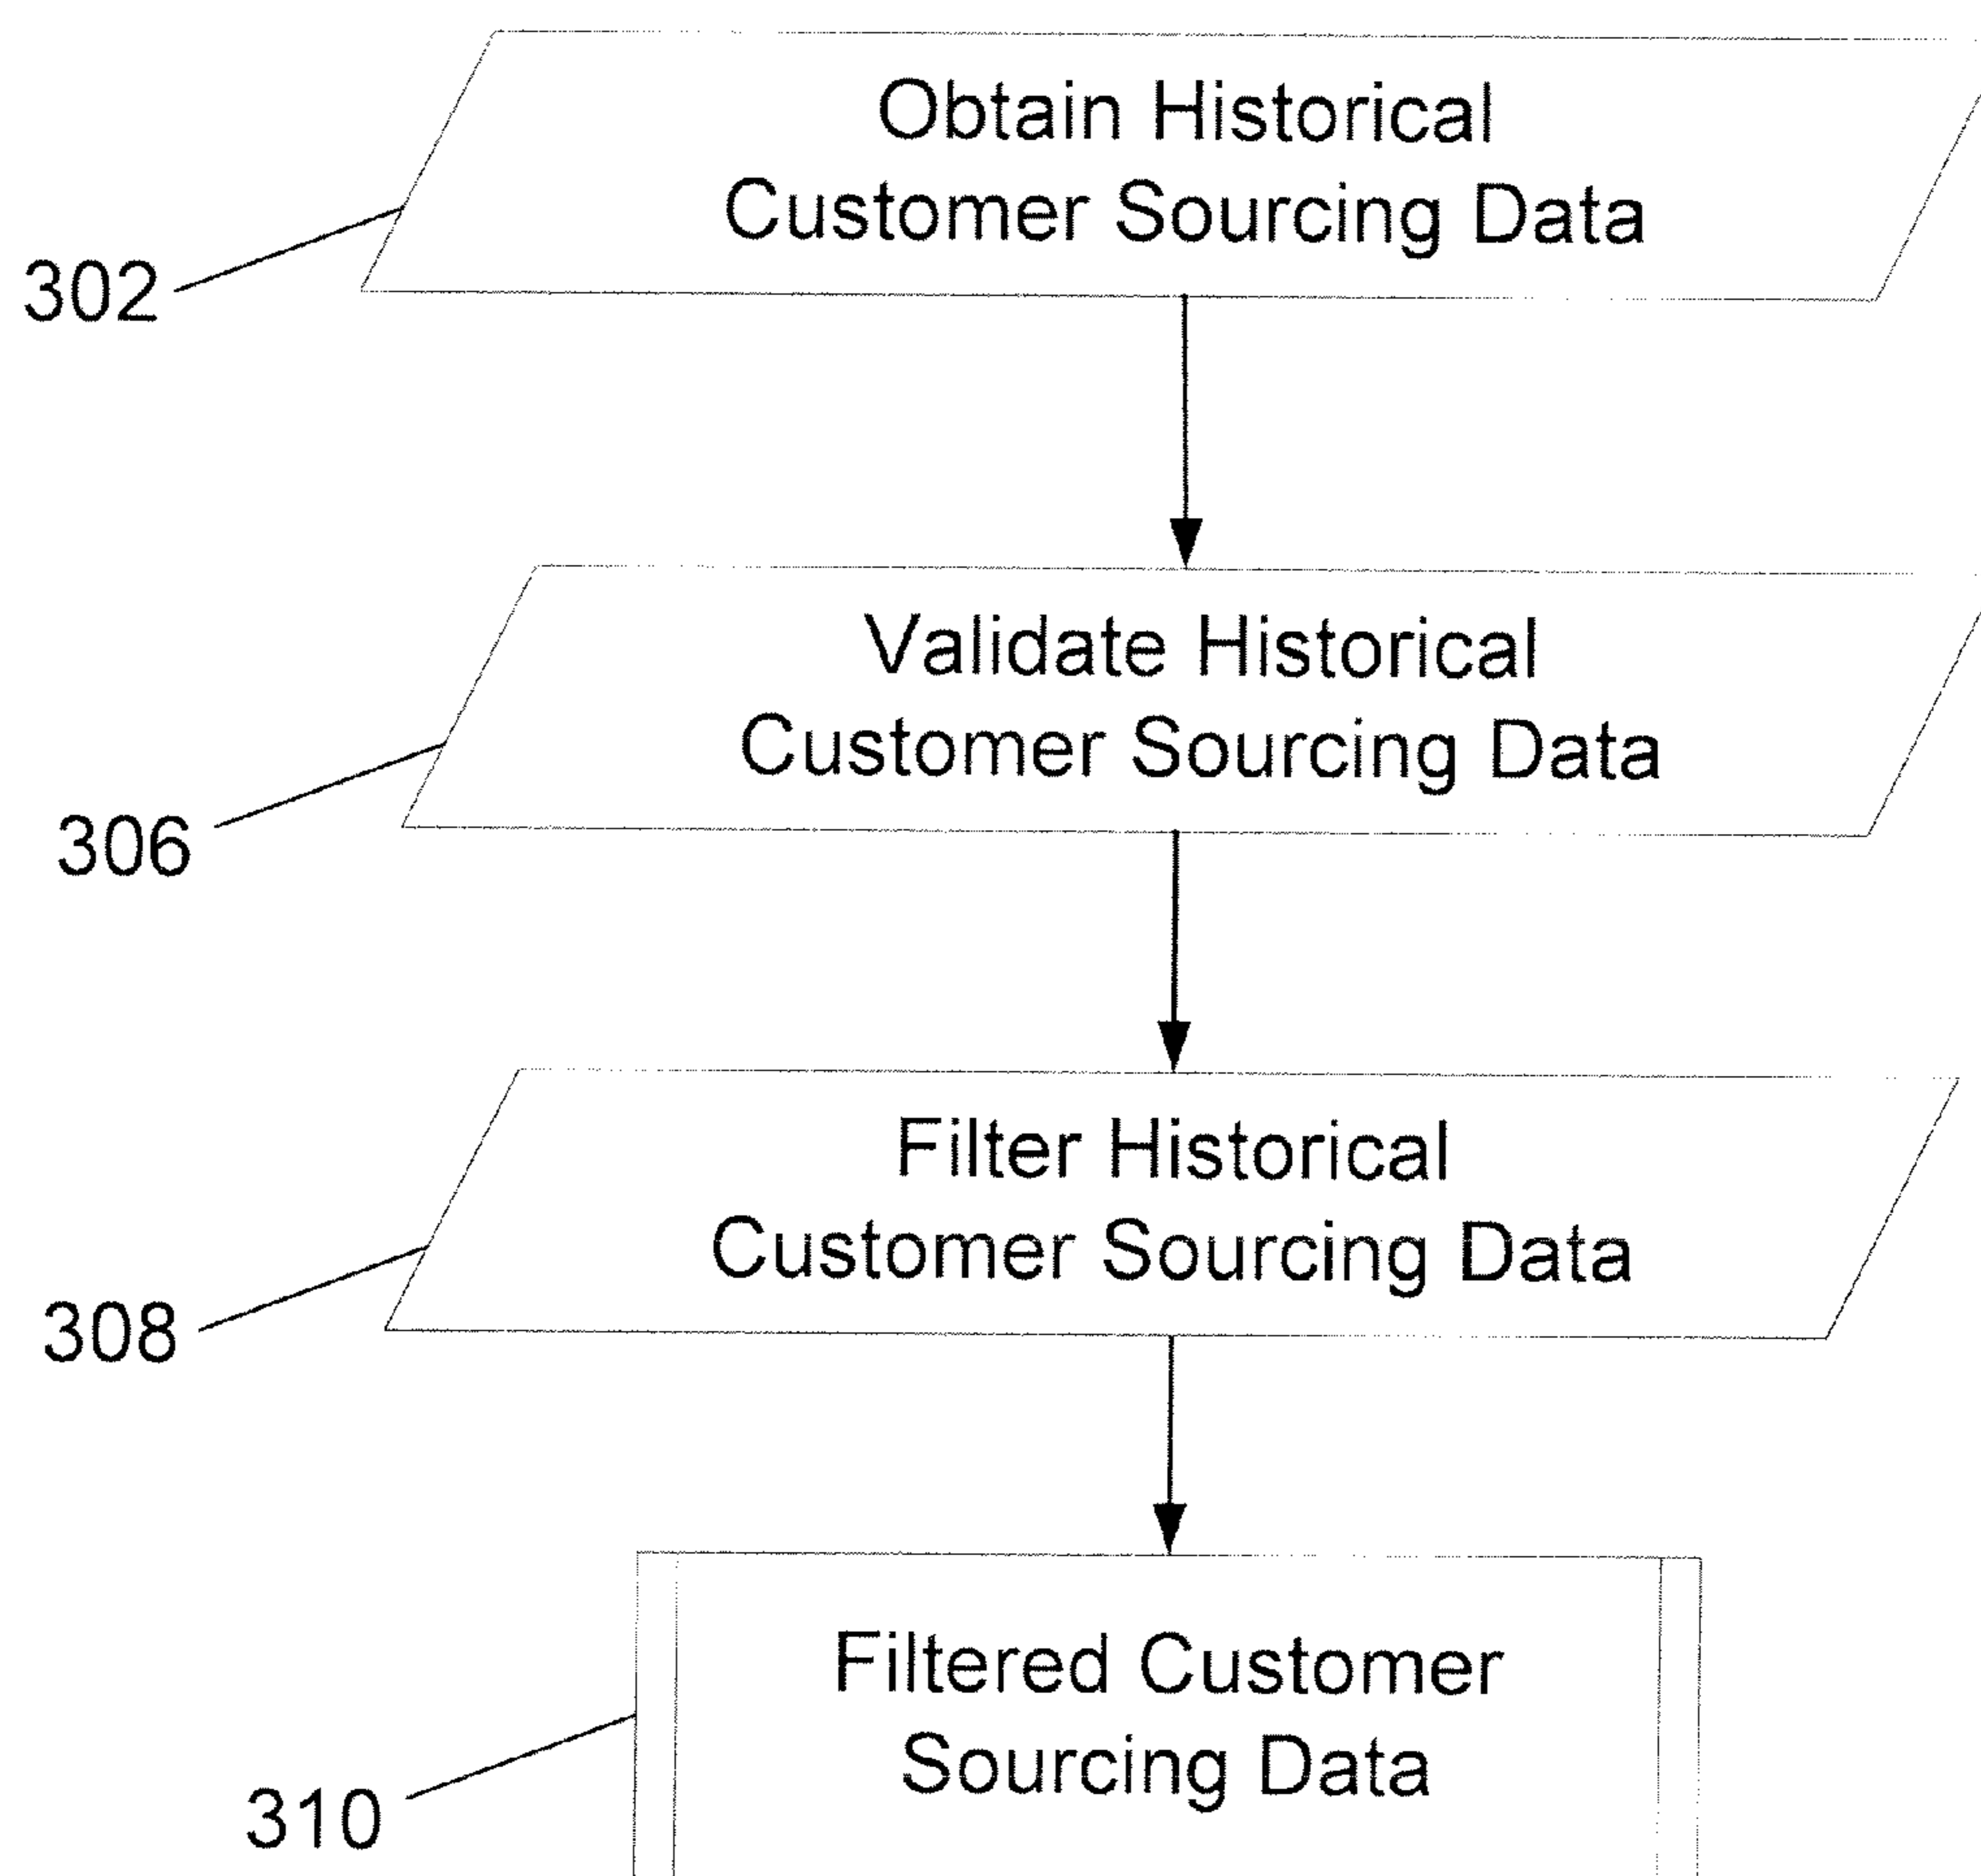 Obtain Historical
Customer Sourcing Data
302
Validate Historical
Customer Sourcing Data
306
Filter Historical
Customer Sourcing Data
308
Filtered Customer
Sourcing Data
310